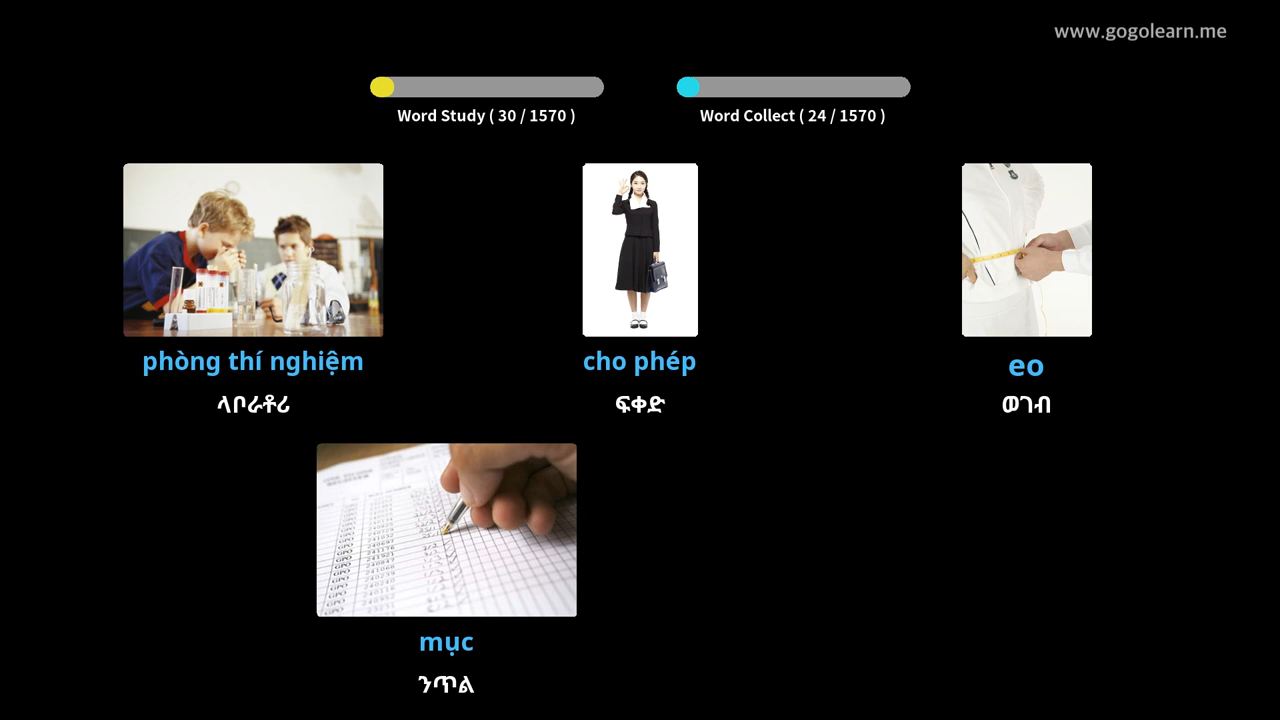 www.gogolearn.me
Word Study ( 30 / 1570 )
Word Collect ( 24 / 1570 )
phòng thí nghiệm
ላቦራቶሪ
cho phép
ፍቀድ
eo
ወገብ
mục
ንጥል